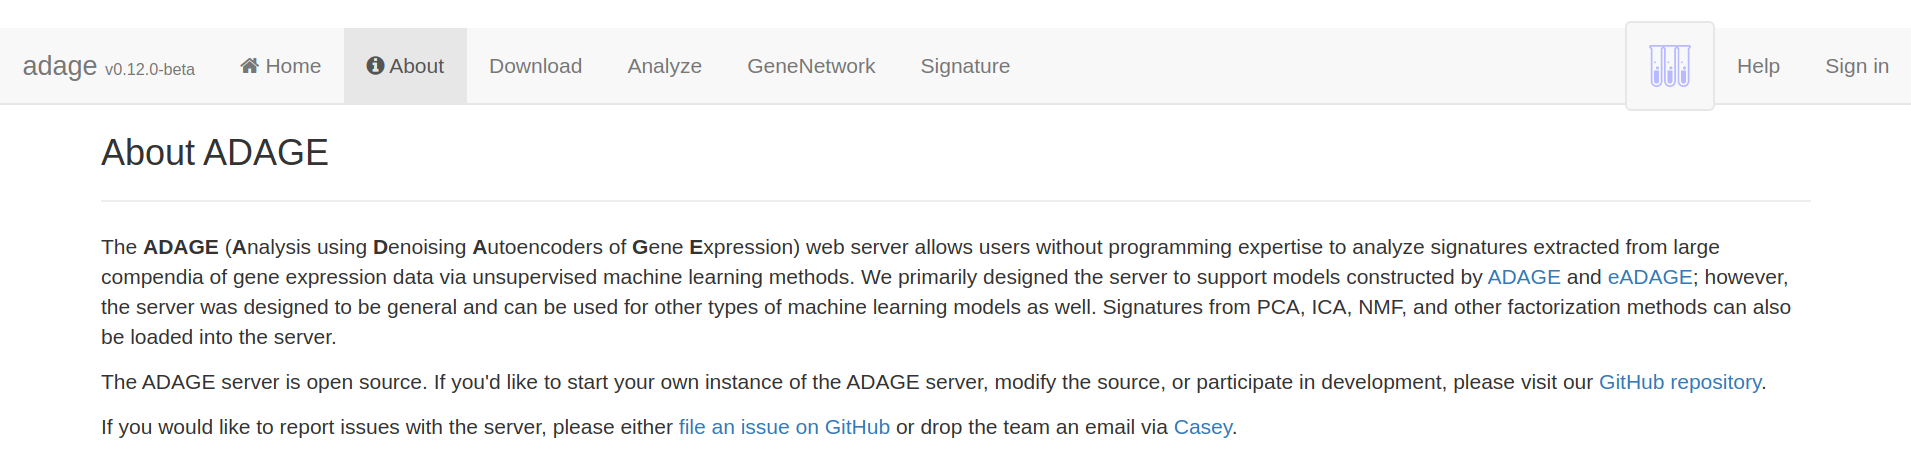 adage v0.12.0-beta Home About Download Analyze GeneNetwork Signature Help Sign in
About ADAGE
The ADAGE (Analysis using Denoising Autoencoders of Gene Expression) web server allows users without programming expertise to analyze signatures extracted from large
compendia of gene expression data via unsupervised machine learning methods. We primarily designed the server to support models constructed by ADAGE and eADAGE; however,
the server was designed to be general and can be used for other types of machine learning models as well. Signatures from PCA, ICA, NMF, and other factorization methods can also
be loaded into the server.
The ADAGE server is open source. If you'd like to start your own instance of the ADAGE server, modify the source, or participate in development, please visit our GitHub repository.
If you would like to report issues with the server, please either file an issue on GitHub or drop the team an email via Casey.